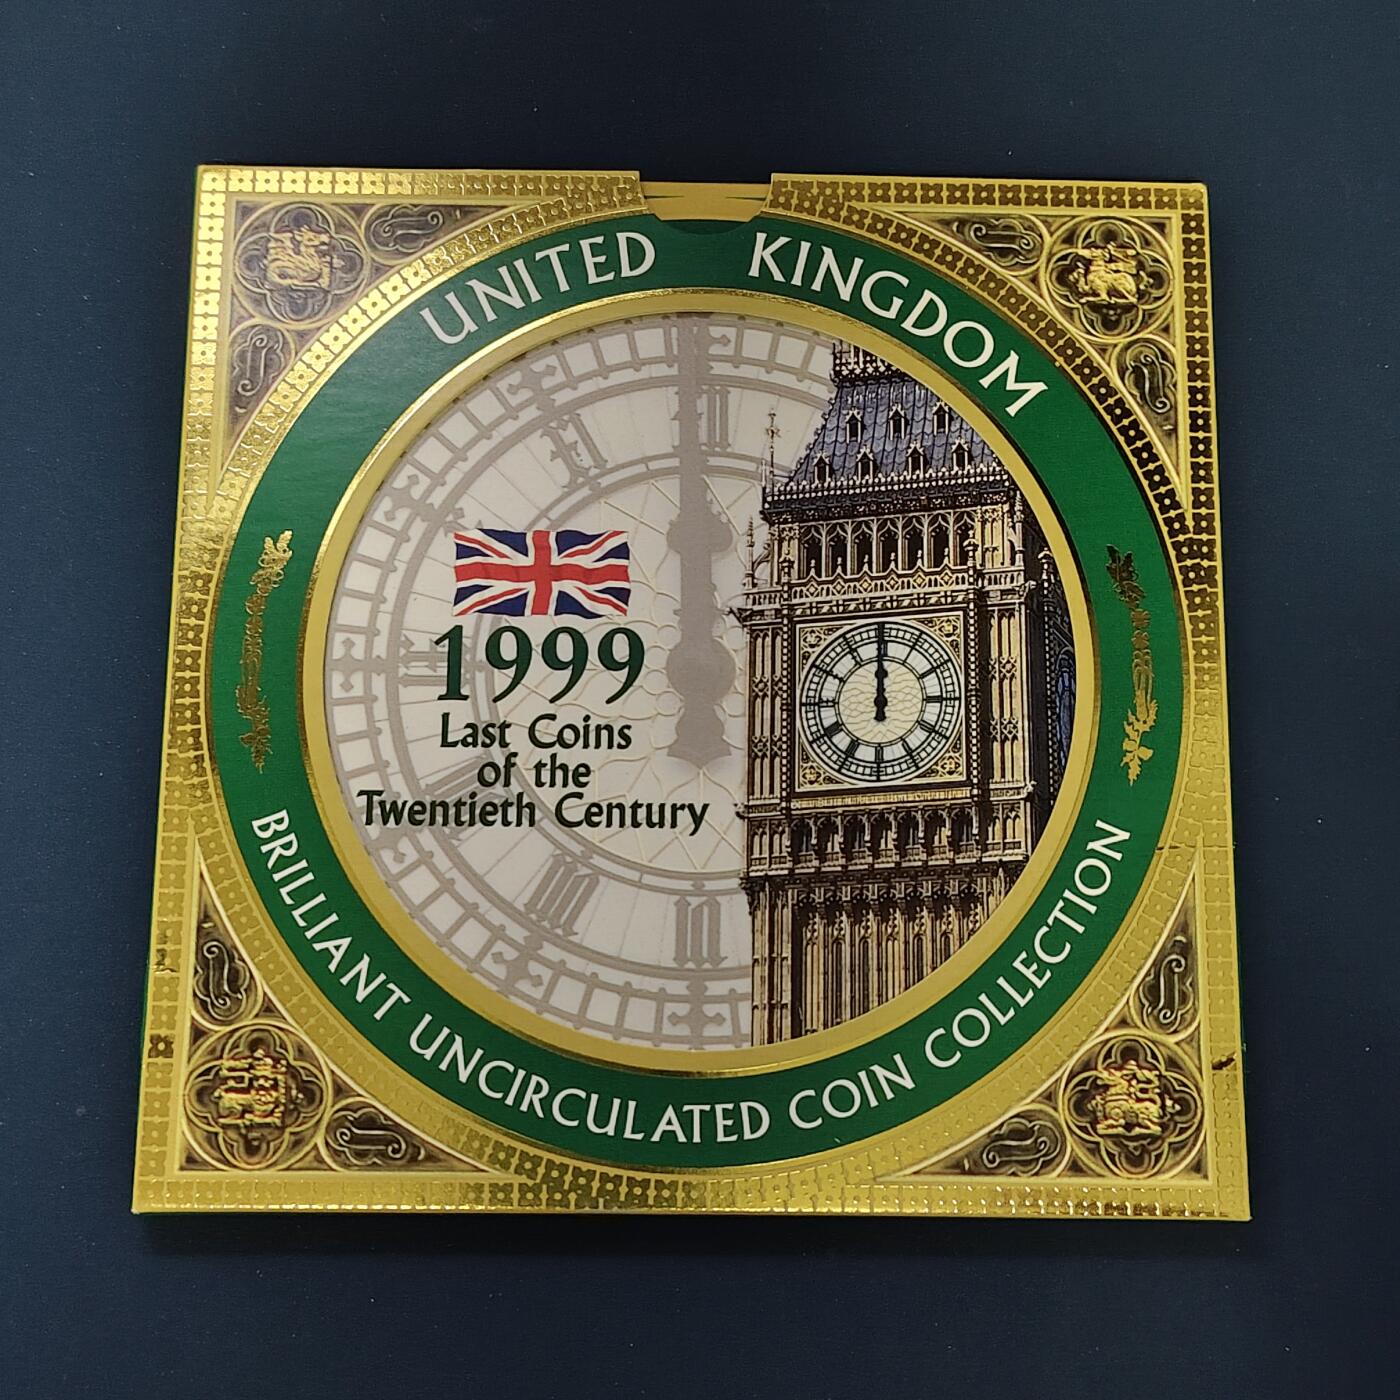 UNITED KINGDOM
1999
Last Coins
of the
Twentieth Century
BRILLIANT UNCIRCULATED COIN COLLECTION